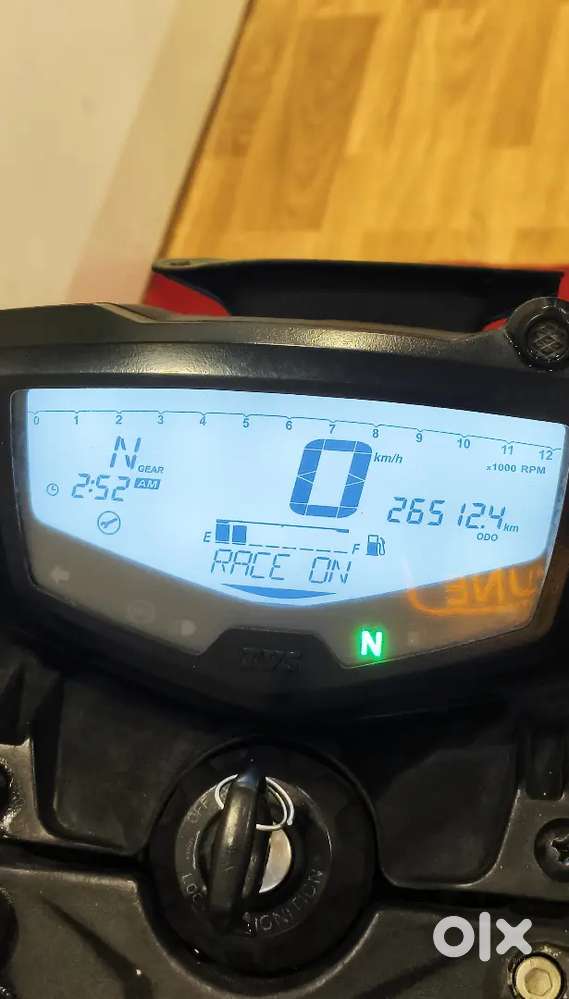 0 1 2 3 4 5 6 7 8 9 10 11 12
x1000 RPM
N GEAR
0 km/h
2:52 AM
26512.4 km
ODO
E F
RACE ON
N
TVS
OFF
LOCK
IGNITION
olx